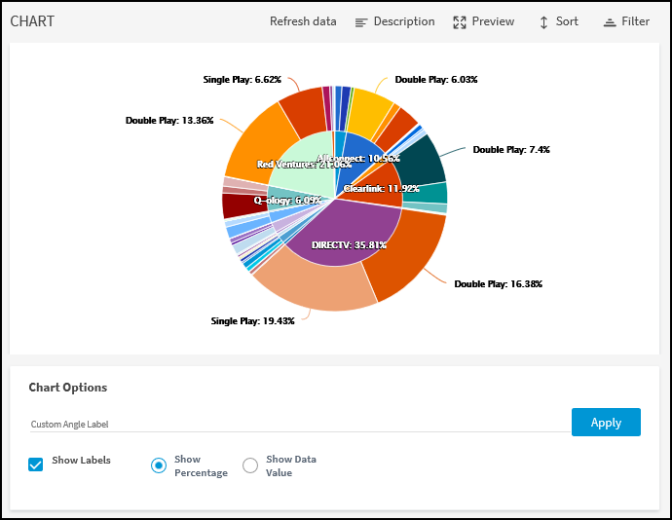 CHART
Refresh data
Description
Preview
Sort
Filter
Single Play: 6.62%
Double Play: 6.03%
Double Play: 13.36%
Double Play: 7.4%
Red Ventures: 21.06%
Allconnect: 10.56%
Clearlink: 11.92%
Q-ology: 6.09%
DIRECTV: 35.81%
Double Play: 16.38%
Single Play: 19.43%
Chart Options
Custom Angle Label
Apply
Show Labels
Show
Percentage
Show Data
Value